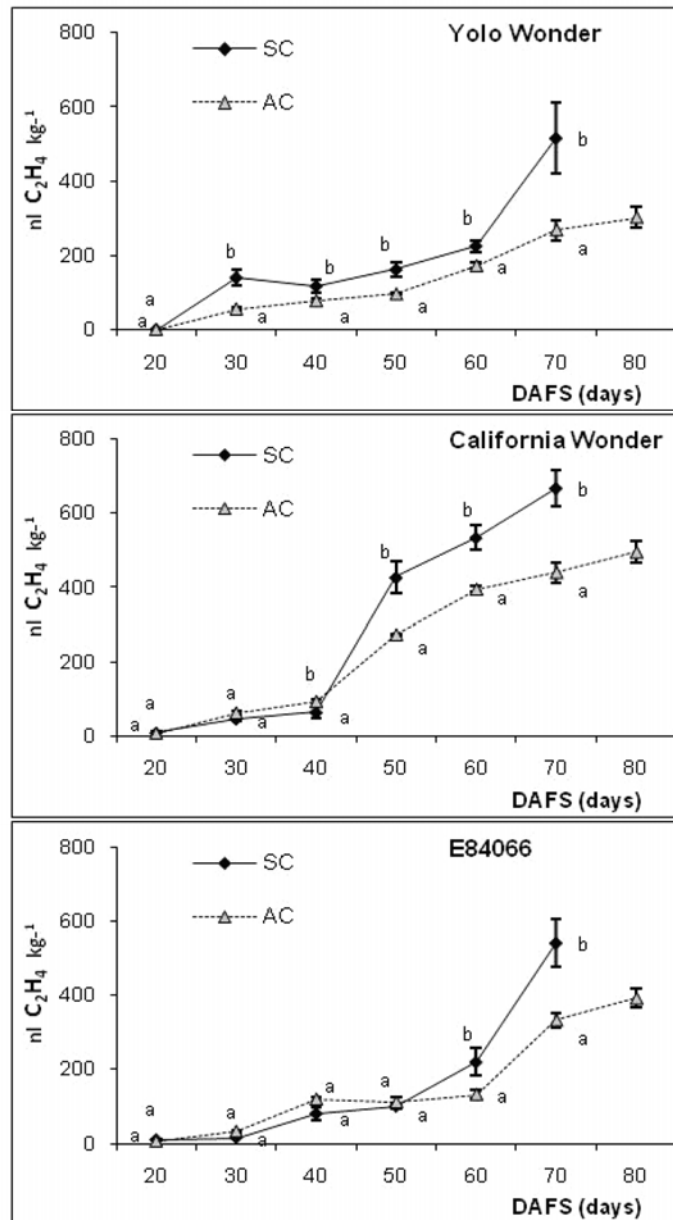 Yolo Wonder
800
SC
600
AC
nl C₂H₄ kg-¹
b
400
b b b b
200
a
a a a a a a
0
20 30 40 50 60 70 80
DAFS (days)
California Wonder
800
SC
b
600
AC
b
nl C₂H₄ kg-¹
b
400
a a
a
200
b
a a
a a a
0
20 30 40 50 60 70 80
DAFS (days)
E84066
800
SC
600
AC
b
nl C₂H₄ kg-¹
400
b
a
200
a a
a a a
a a a a
0
20 30 40 50 60 70 80
DAFS (days)